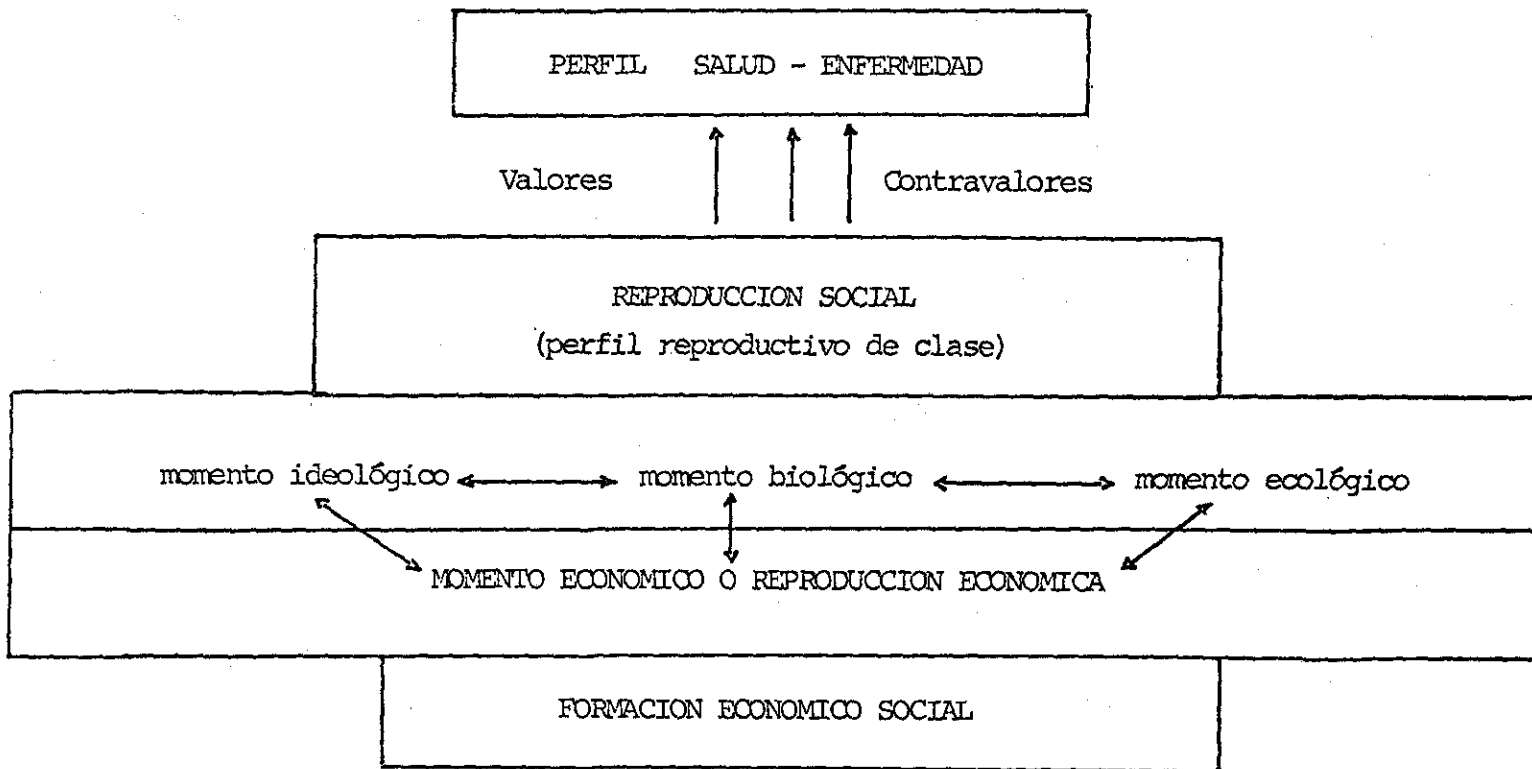 PERFIL SALUD - ENFERMEDAD
Valores Contravalores
REPRODUCCION SOCIAL
(perfil reproductivo de clase)
momento ideológico momento biológico momento ecológico
MOMENTO ECONOMICO O REPRODUCCION ECONOMICA
FORMACION ECONOMICO SOCIAL